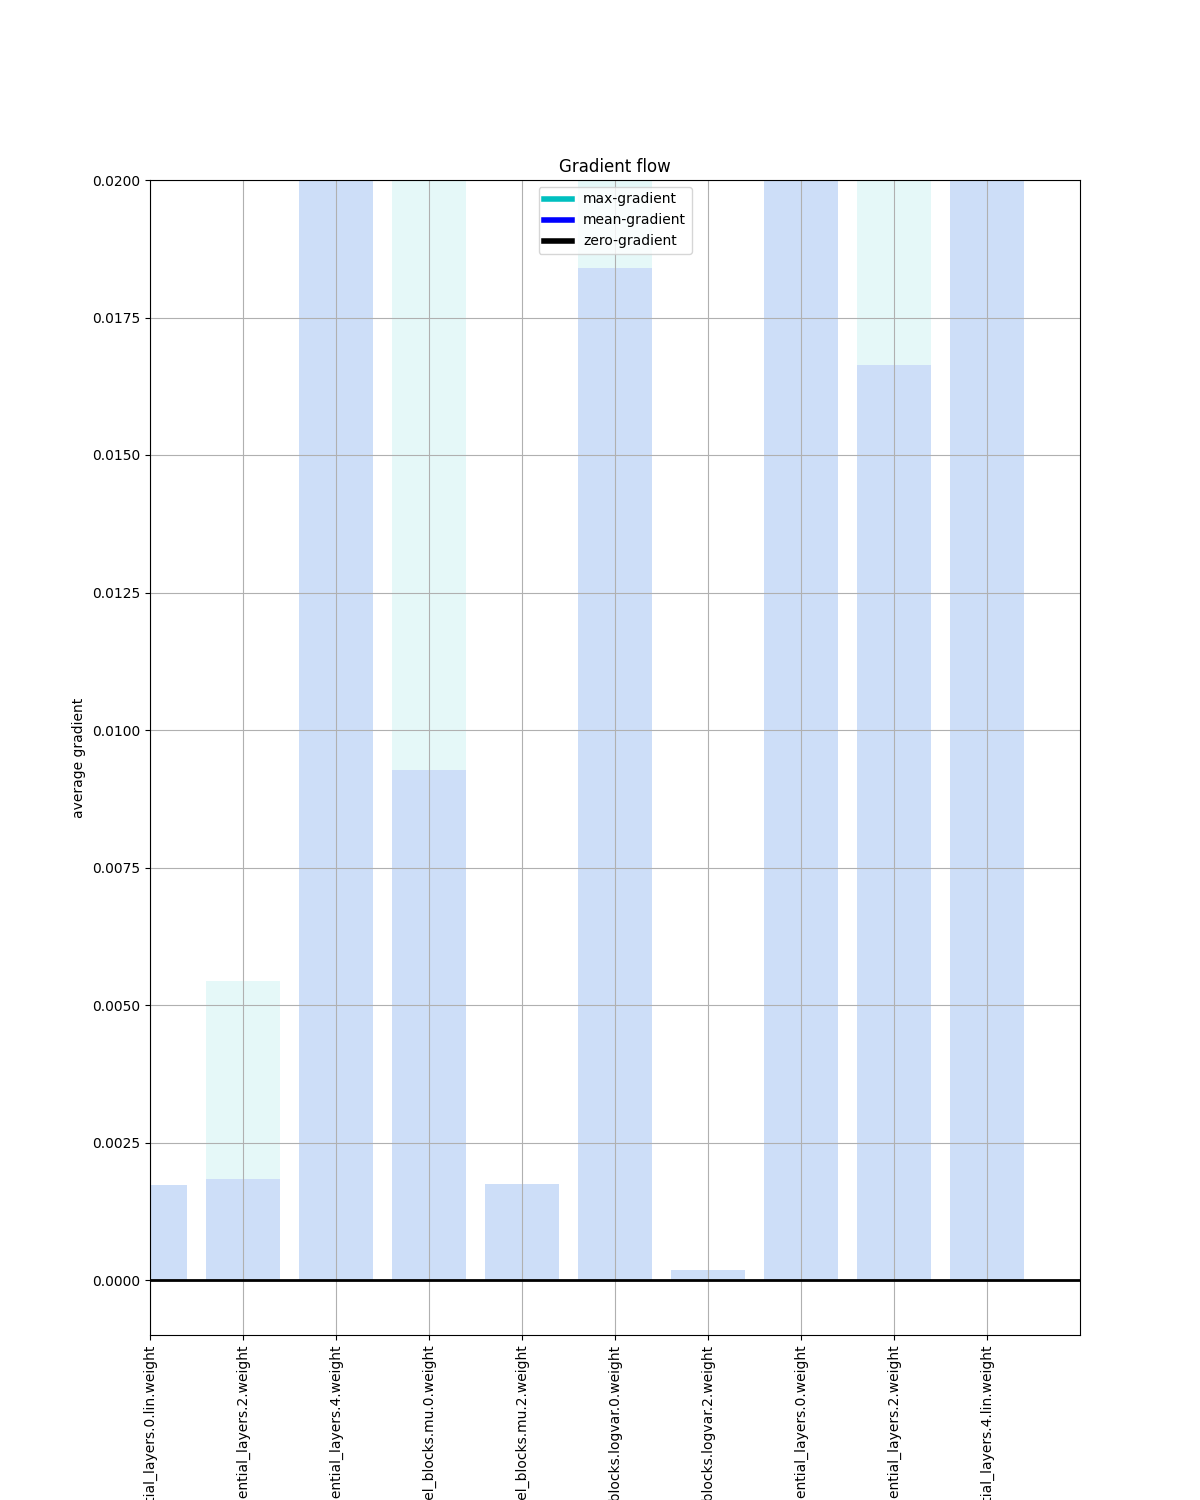 Gradient flow
max-gradient
mean-gradient
zero-gradient
0.0200
0.0175
0.0150
0.0125
0.0100
0.0075
0.0050
0.0025
0.0000
average gradient
tial_layers.0.lin.weight
ential_layers.2.weight
ential_layers.4.weight
el_blocks.mu.0.weight
el_blocks.mu.2.weight
blocks.logvar.0.weight
blocks.logvar.2.weight
ential_layers.0.weight
ential_layers.2.weight
tial_layers.4.lin.weight